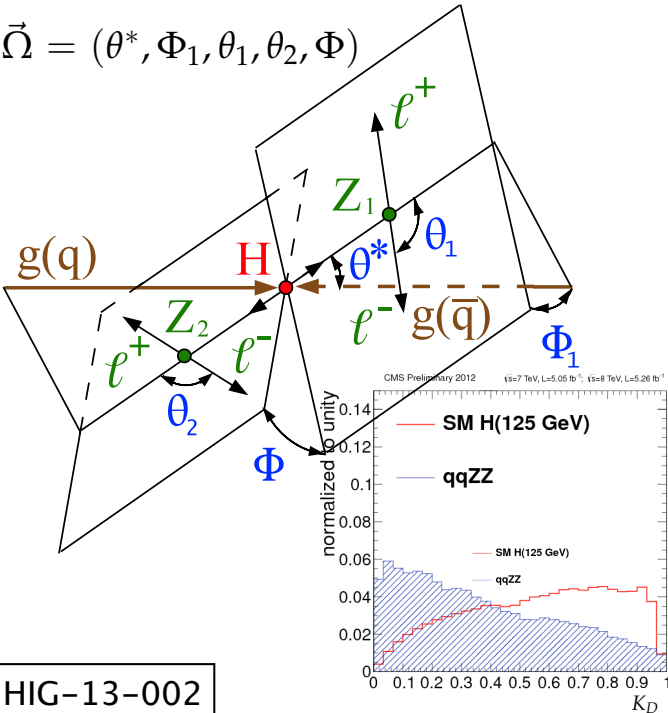 Ω⃗ = (θ*, Φ₁, θ₁, θ₂, Φ)
ℓ⁺
Z₁
θ₁
H
θ*
g(q)
ℓ⁻
g(q̅)
Z₂
ℓ⁺
ℓ⁻
Φ₁
θ₂
Φ
CMS Preliminary 2012 √s=7 TeV, L=5.05 fb⁻¹; √s=8 TeV, L=5.26 fb⁻¹
normalized to unity
0.14
0.12
0.1
0.08
0.06
0.04
0.02
0
SM H(125 GeV)
qqZZ
SM H(125 GeV)
qqZZ
0 0.1 0.2 0.3 0.4 0.5 0.6 0.7 0.8 0.9 1
K_D
HIG-13-002